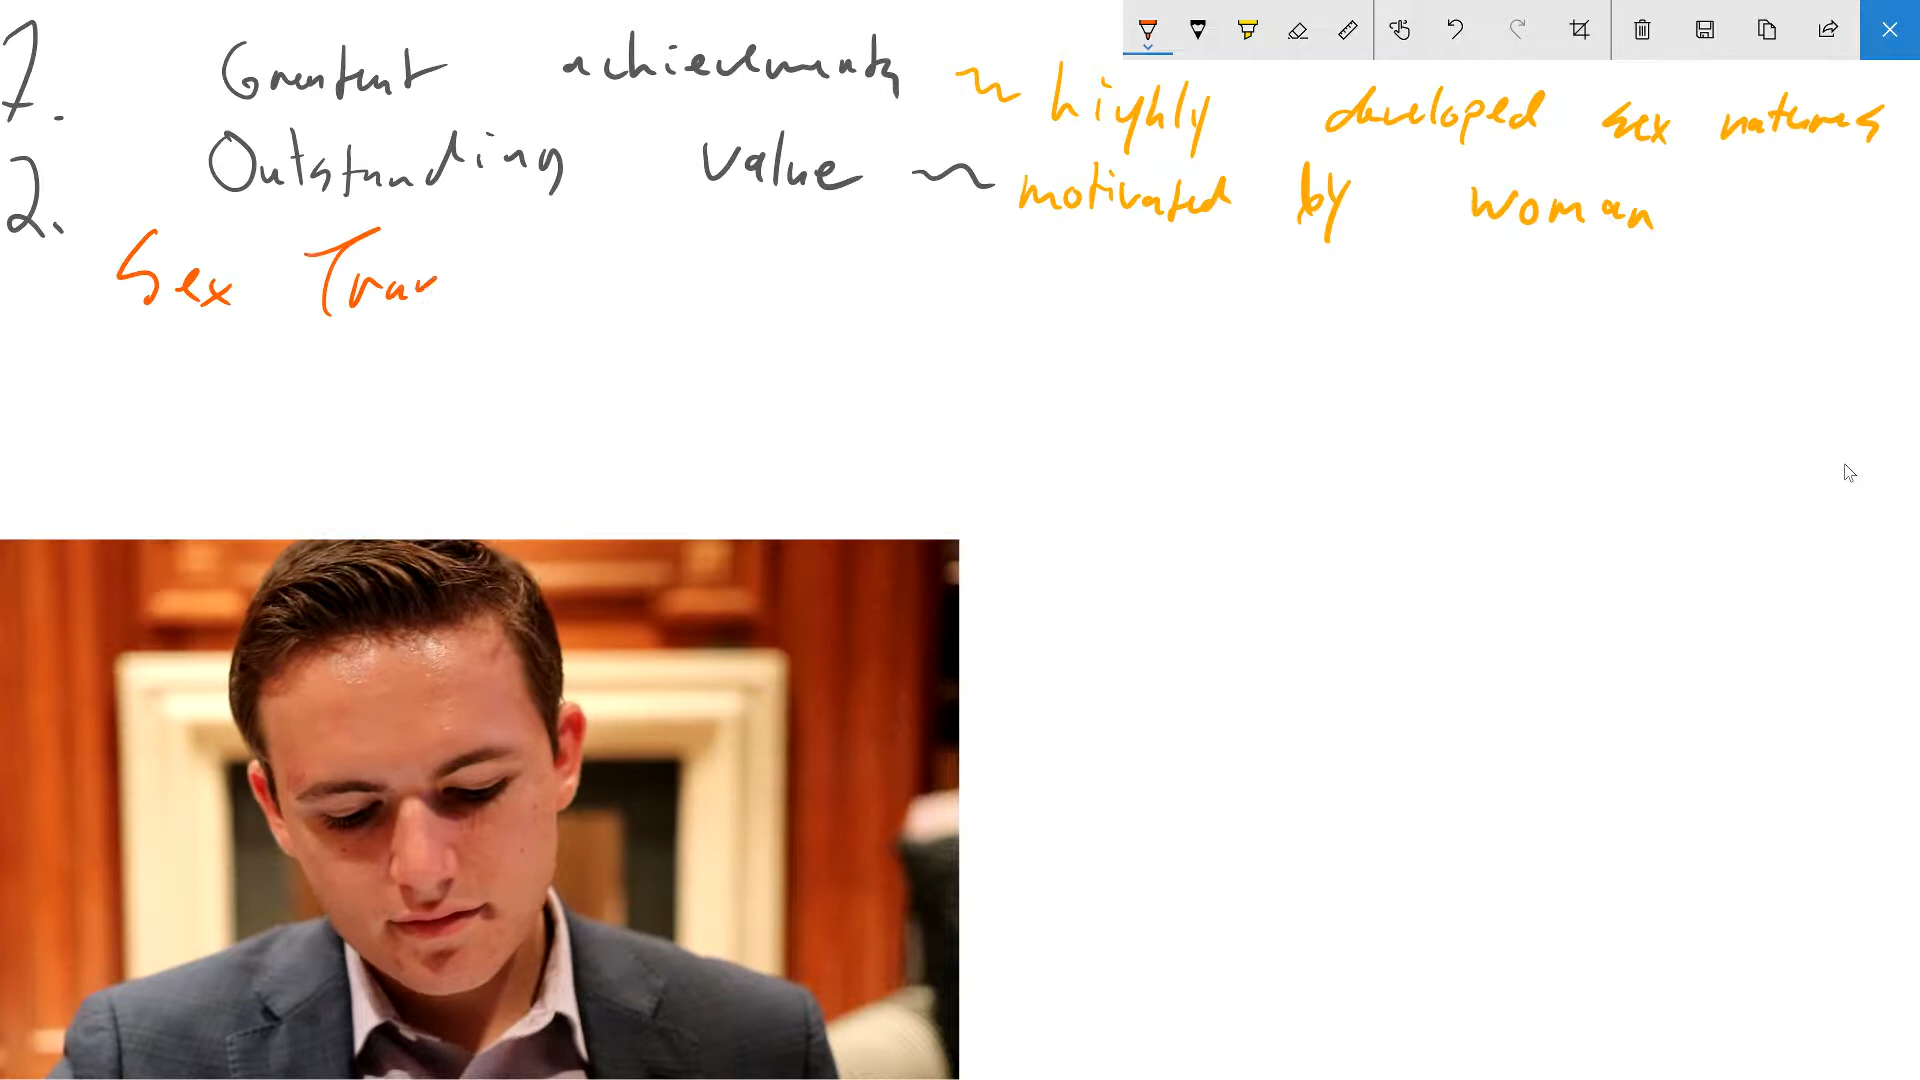 1. Greatest achievements ~ highly developed sex natures
2. Outstanding value ~ motivated by woman
Sex Tran